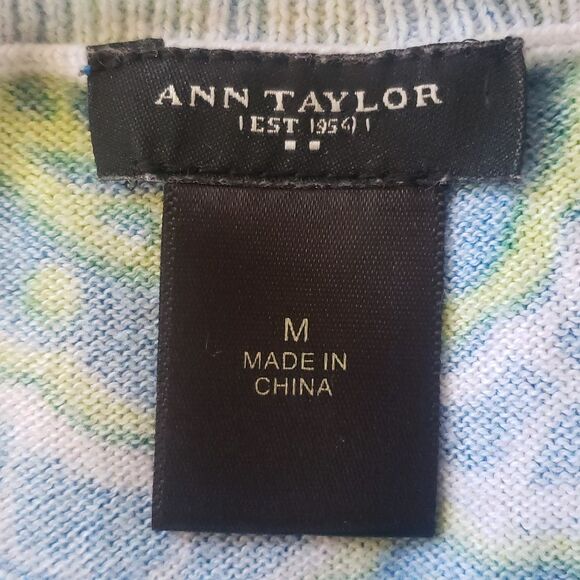 ANN TAYLOR
EST 1954
M
MADE IN
CHINA